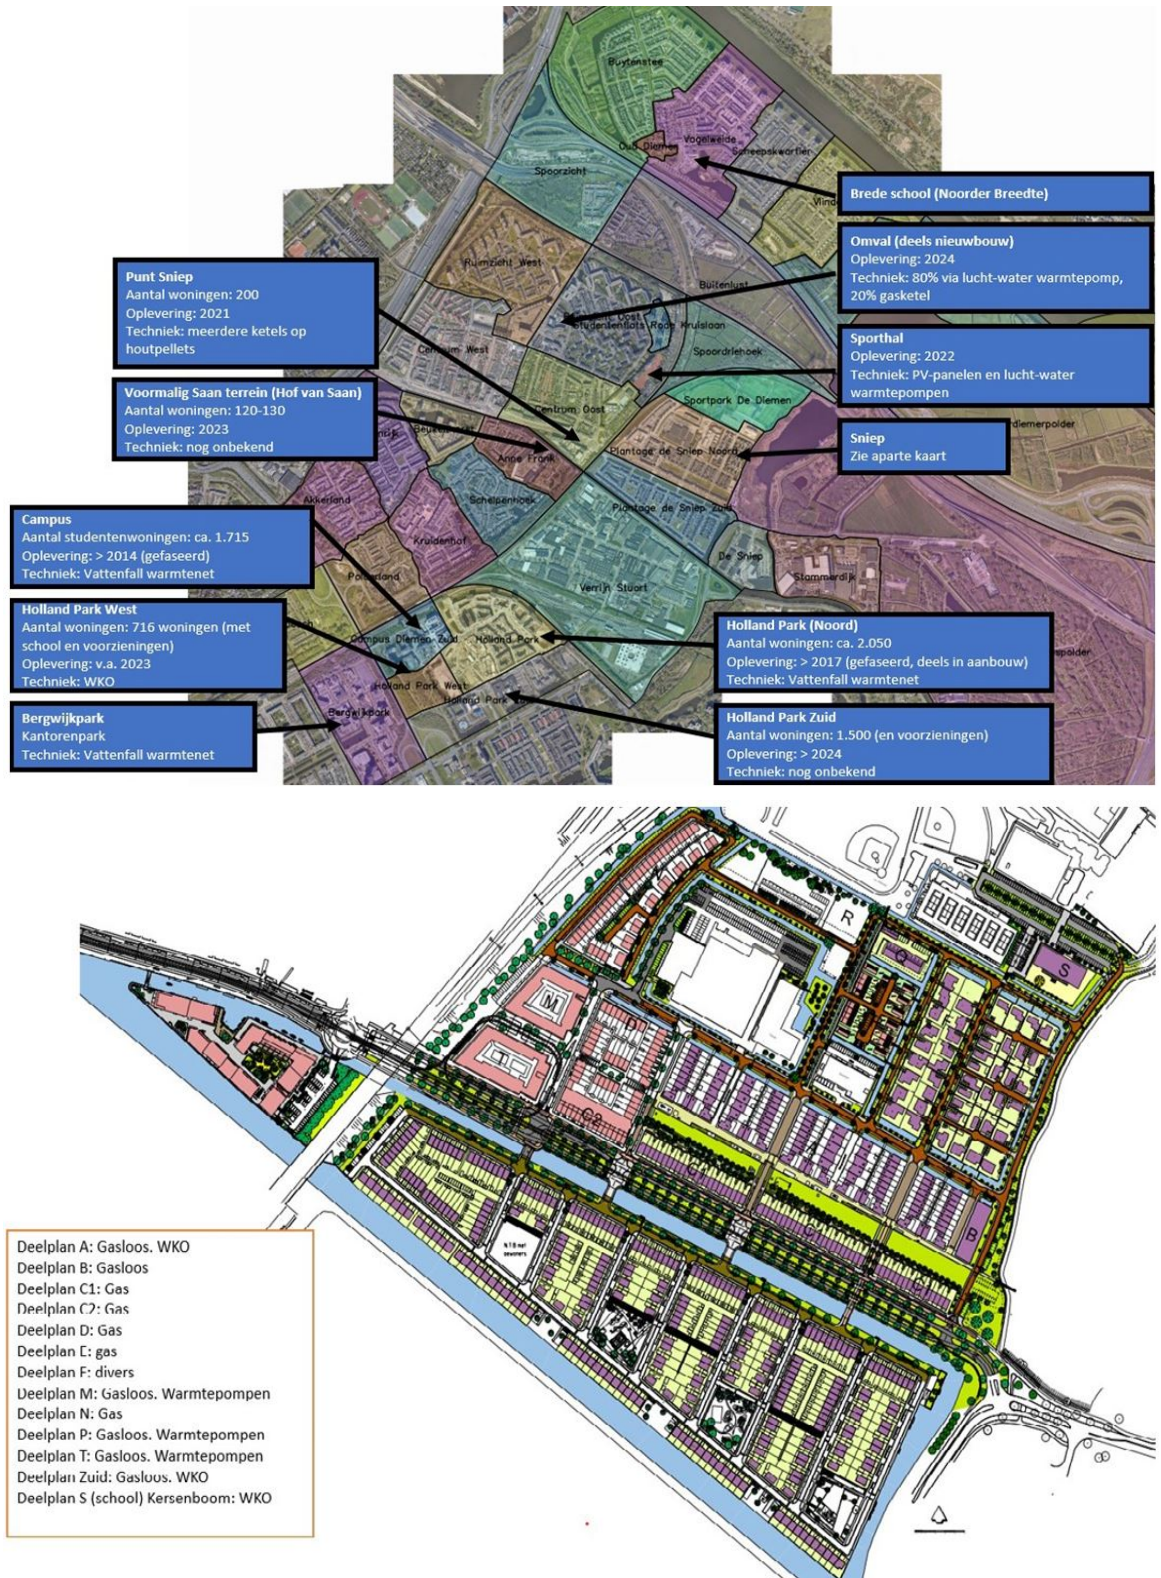 Buytenstee
Vogelweide
Oud Diemen
Scheepskwartier
Spoorzicht
Brede school (Noorder Breedte)
Omval (deels nieuwbouw)
Oplevering: 2024
Techniek: 80% via lucht-water warmtepomp,
20% gasketel
Ruimzicht West
Buitenlust
Punt Sniep
Aantal woningen: 200
Oplevering: 2021
Techniek: meerdere ketels op
houtpellets
Studentenflats Rode Kruislaan
Centrum West
Spoordriehoek
Sporthal
Oplevering: 2022
Techniek: PV-panelen en lucht-water
warmtepompen
Voormalig Saan terrein (Hof van Saan)
Aantal woningen: 120-130
Oplevering: 2023
Techniek: nog onbekend
Sportpark De Diemen
Centrum Oost
Sniep
Zie aparte kaart
Anne Frank
Plantage de Sniep Noord
Akkerland
Schelpenhoek
Plantage de Sniep Zuid
Campus
Aantal studentenwoningen: ca. 1.715
Oplevering: > 2014 (gefaseerd)
Techniek: Vattenfall warmtenet
Kruidenhof
De Sniep
Stammerdijk
Polderland
Verrijn Stuart
Holland Park West
Aantal woningen: 716 woningen (met
school en voorzieningen)
Oplevering: v.a. 2023
Techniek: WKO
Campus Diemen Zuid
Holland Park
Holland Park (Noord)
Aantal woningen: ca. 2.050
Oplevering: > 2017 (gefaseerd, deels in aanbouw)
Techniek: Vattenfall warmtenet
Holland Park West
Bergwijkpark
Bergwijkpark
Kantorenpark
Techniek: Vattenfall warmtenet
Holland Park Zuid
Aantal woningen: 1.500 (en voorzieningen)
Oplevering: > 2024
Techniek: nog onbekend
R
S
M
D
C2
B
Deelplan A: Gasloos. WKO
Deelplan B: Gasloos
Deelplan C1: Gas
Deelplan C2: Gas
Deelplan D: Gas
Deelplan E: gas
Deelplan F: divers
Deelplan M: Gasloos. Warmtepompen
Deelplan N: Gas
Deelplan P: Gasloos. Warmtepompen
Deelplan T: Gasloos. Warmtepompen
Deelplan Zuid: Gasloos. WKO
Deelplan S (school) Kersenboom: WKO